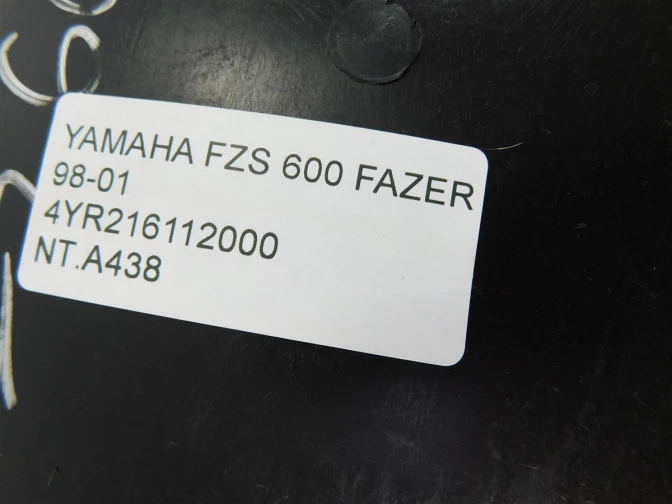 YAMAHA FZS 600 FAZER
98-01
4YR216112000
NT.A438